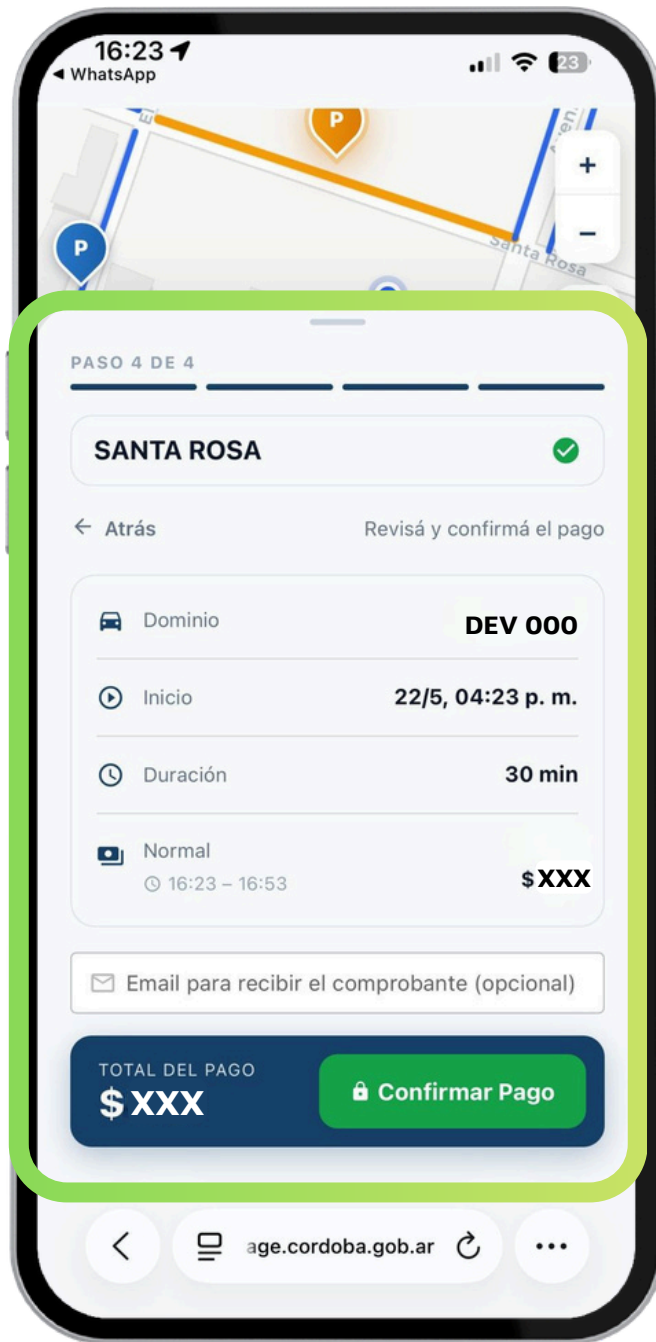 16:23
WhatsApp
23
P
P
Santa Rosa
PASO 4 DE 4
SANTA ROSA
Atrás
Revisá y confirmá el pago
Dominio
DEV 000
Inicio
22/5, 04:23 p. m.
Duración
30 min
Normal
16:23 – 16:53
$XXX
Email para recibir el comprobante (opcional)
TOTAL DEL PAGO
$ XXX
Confirmar Pago
age.cordoba.gob.ar